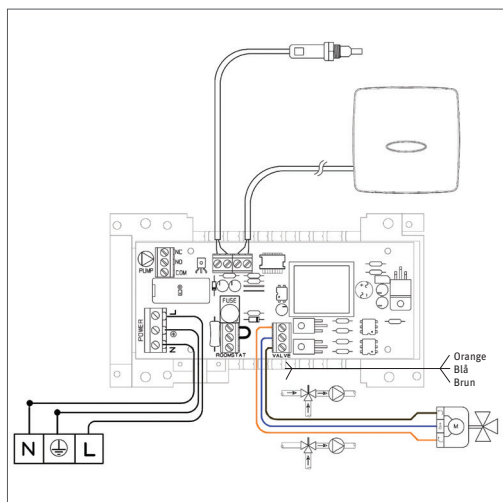 NC
NO
COM
PUMP
FUSE
POWER
L
N
ROOMSTAT
VALVE
Orange
Blå
Brun
N L
M